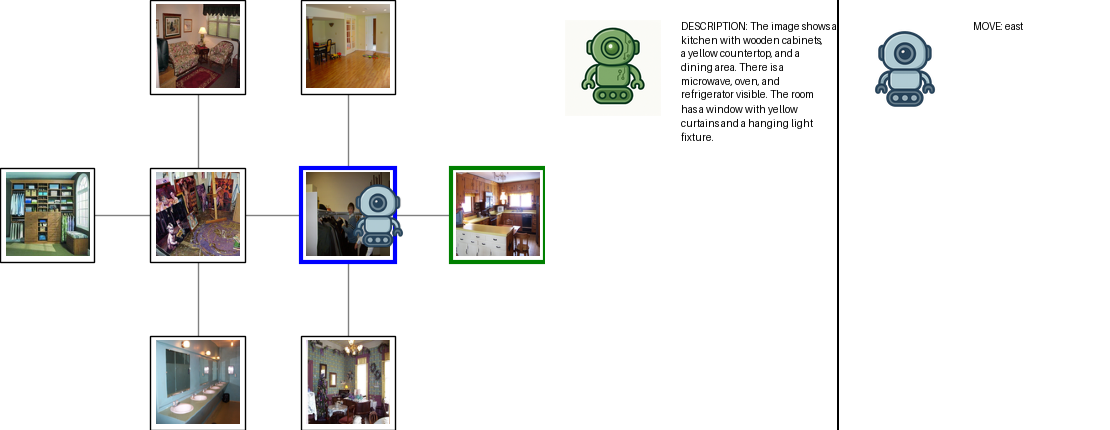 DESCRIPTION: The image shows a
kitchen with wooden cabinets,
a yellow countertop, and a
dining area. There is a
microwave, oven, and
refrigerator visible. The room
has a window with yellow
curtains and a hanging light
fixture.
MOVE: east